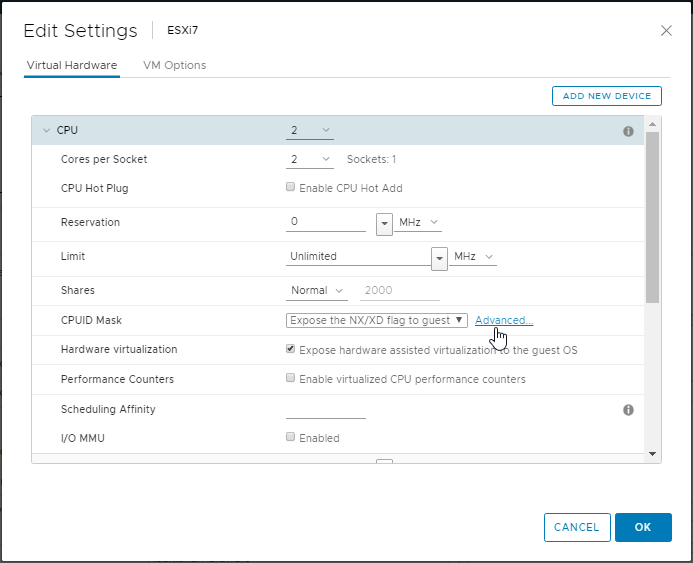 Edit Settings ESXi7
Virtual Hardware VM Options
ADD NEW DEVICE
CPU 2
Cores per Socket 2 Sockets: 1
CPU Hot Plug Enable CPU Hot Add
Reservation 0 MHz
Limit Unlimited MHz
Shares Normal 2000
CPUID Mask Expose the NX/XD flag to guest Advanced...
Hardware virtualization Expose hardware assisted virtualization to the guest OS
Performance Counters Enable virtualized CPU performance counters
Scheduling Affinity
I/O MMU Enabled
CANCEL OK